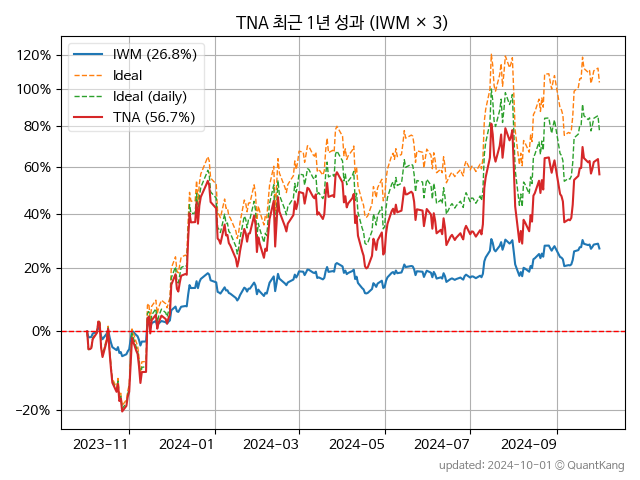 TNA 최근 1년 성과 (IWM × 3)
IWM (26.8%)
Ideal
Ideal (daily)
TNA (56.7%)
120%
100%
80%
60%
40%
20%
0%
−20%
2023−11
2024−01
2024−03
2024−05
2024−07
2024−09
updated: 2024-10-01 © QuantKang